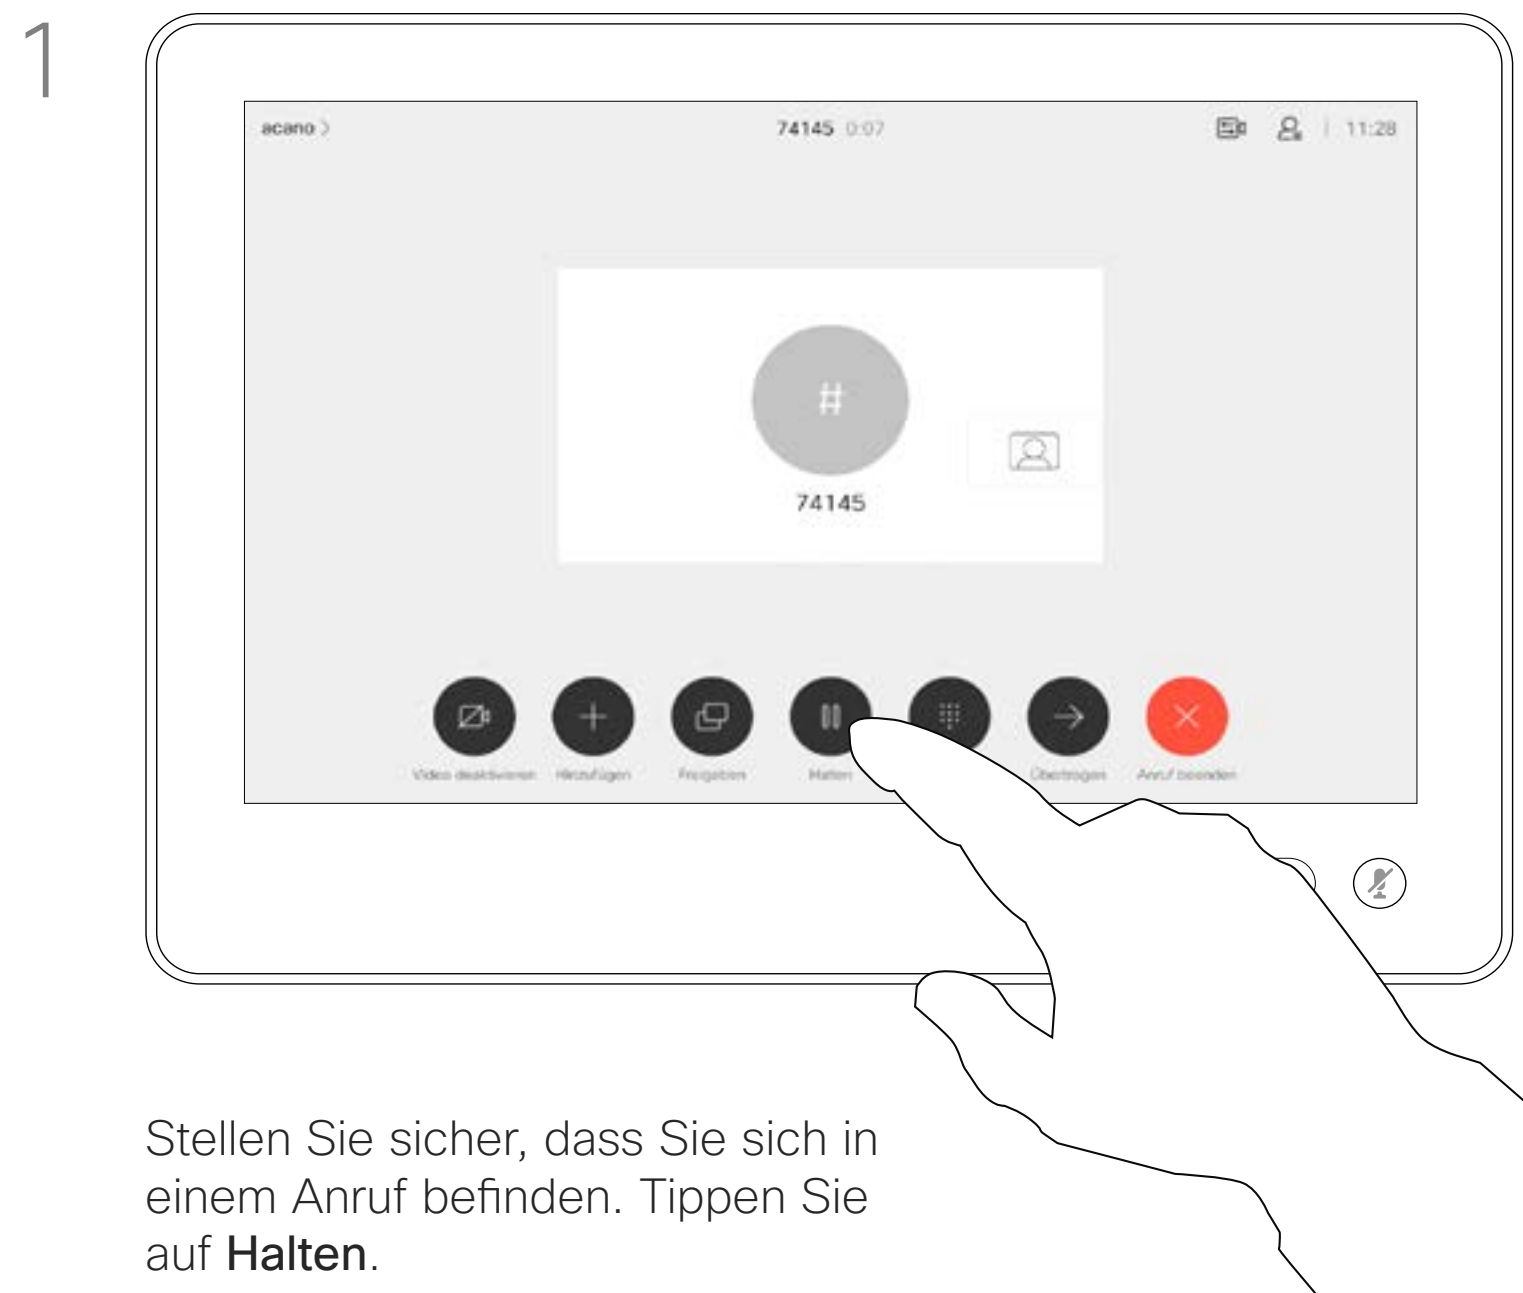 1
acano >
74145 0:07
11:28
#
74145
Video deaktivieren Hinzufügen Freigeben Halten Übertragen Anruf beenden
Stellen Sie sicher, dass Sie sich in
einem Anruf befinden. Tippen Sie
auf Halten.